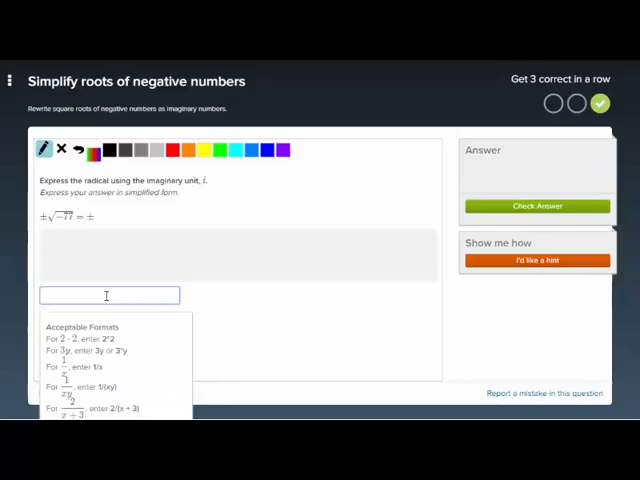 Simplify roots of negative numbers
Get 3 correct in a row
Rewrite square roots of negative numbers as imaginary numbers.
Answer
Express the radical using the imaginary unit, i.
Express your answer in simplified form.
±√−77 = ±
Check Answer
Show me how
I'd like a hint
Acceptable Formats
For 2 · 2, enter 2*2
For 3y, enter 3y or 3*y
For 1/x, enter 1/x
For 1/xy, enter 1/(xy)
For 2/x + 3, enter 2/(x + 3)
Report a mistake in this question